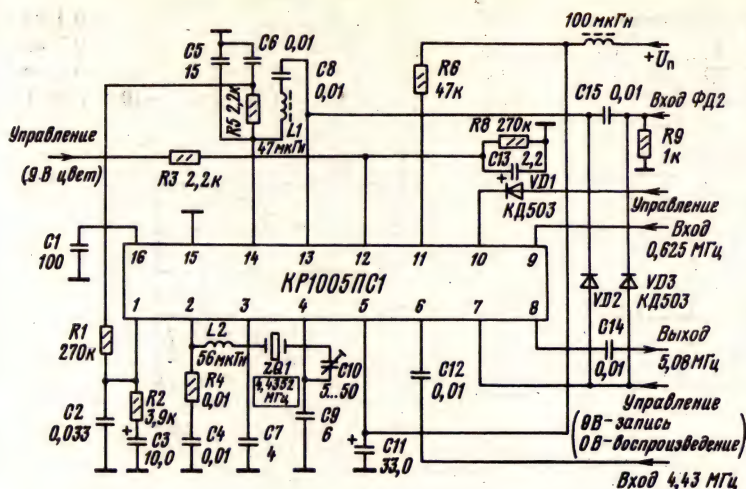 100 мкГн
+Uп
C5
15
C6 0,01
C8
0,01
R5 2,2к
L1
47мкГн
R6
47к
C15 0,01
Вход ФД2
R8 270к
C13 2,2
+
R9
1к
Управление
(9 В цвет)
R3 2,2к
VD1
КД503
Управление
Вход
0,625 МГц
C1
100
16 15 14 13 12 11 10 9
КР1005ПС1
1 2 3 4 5 6 7 8
VD2
VD3
КД503
R1
270к
L2
56мкГн
ZQ1
4,4352
МГц
C10
5...50
C12
0,01
C14
0,01
Выход
5,08МГц
R2
3,9к
R4
0,01
C2
0,033
+
C3
10,0
C4
0,01
C7
4
C9
6
+
C11
33,0
Управление
(9В-запись
0В-воспроизведение)
Вход 4,43 МГц